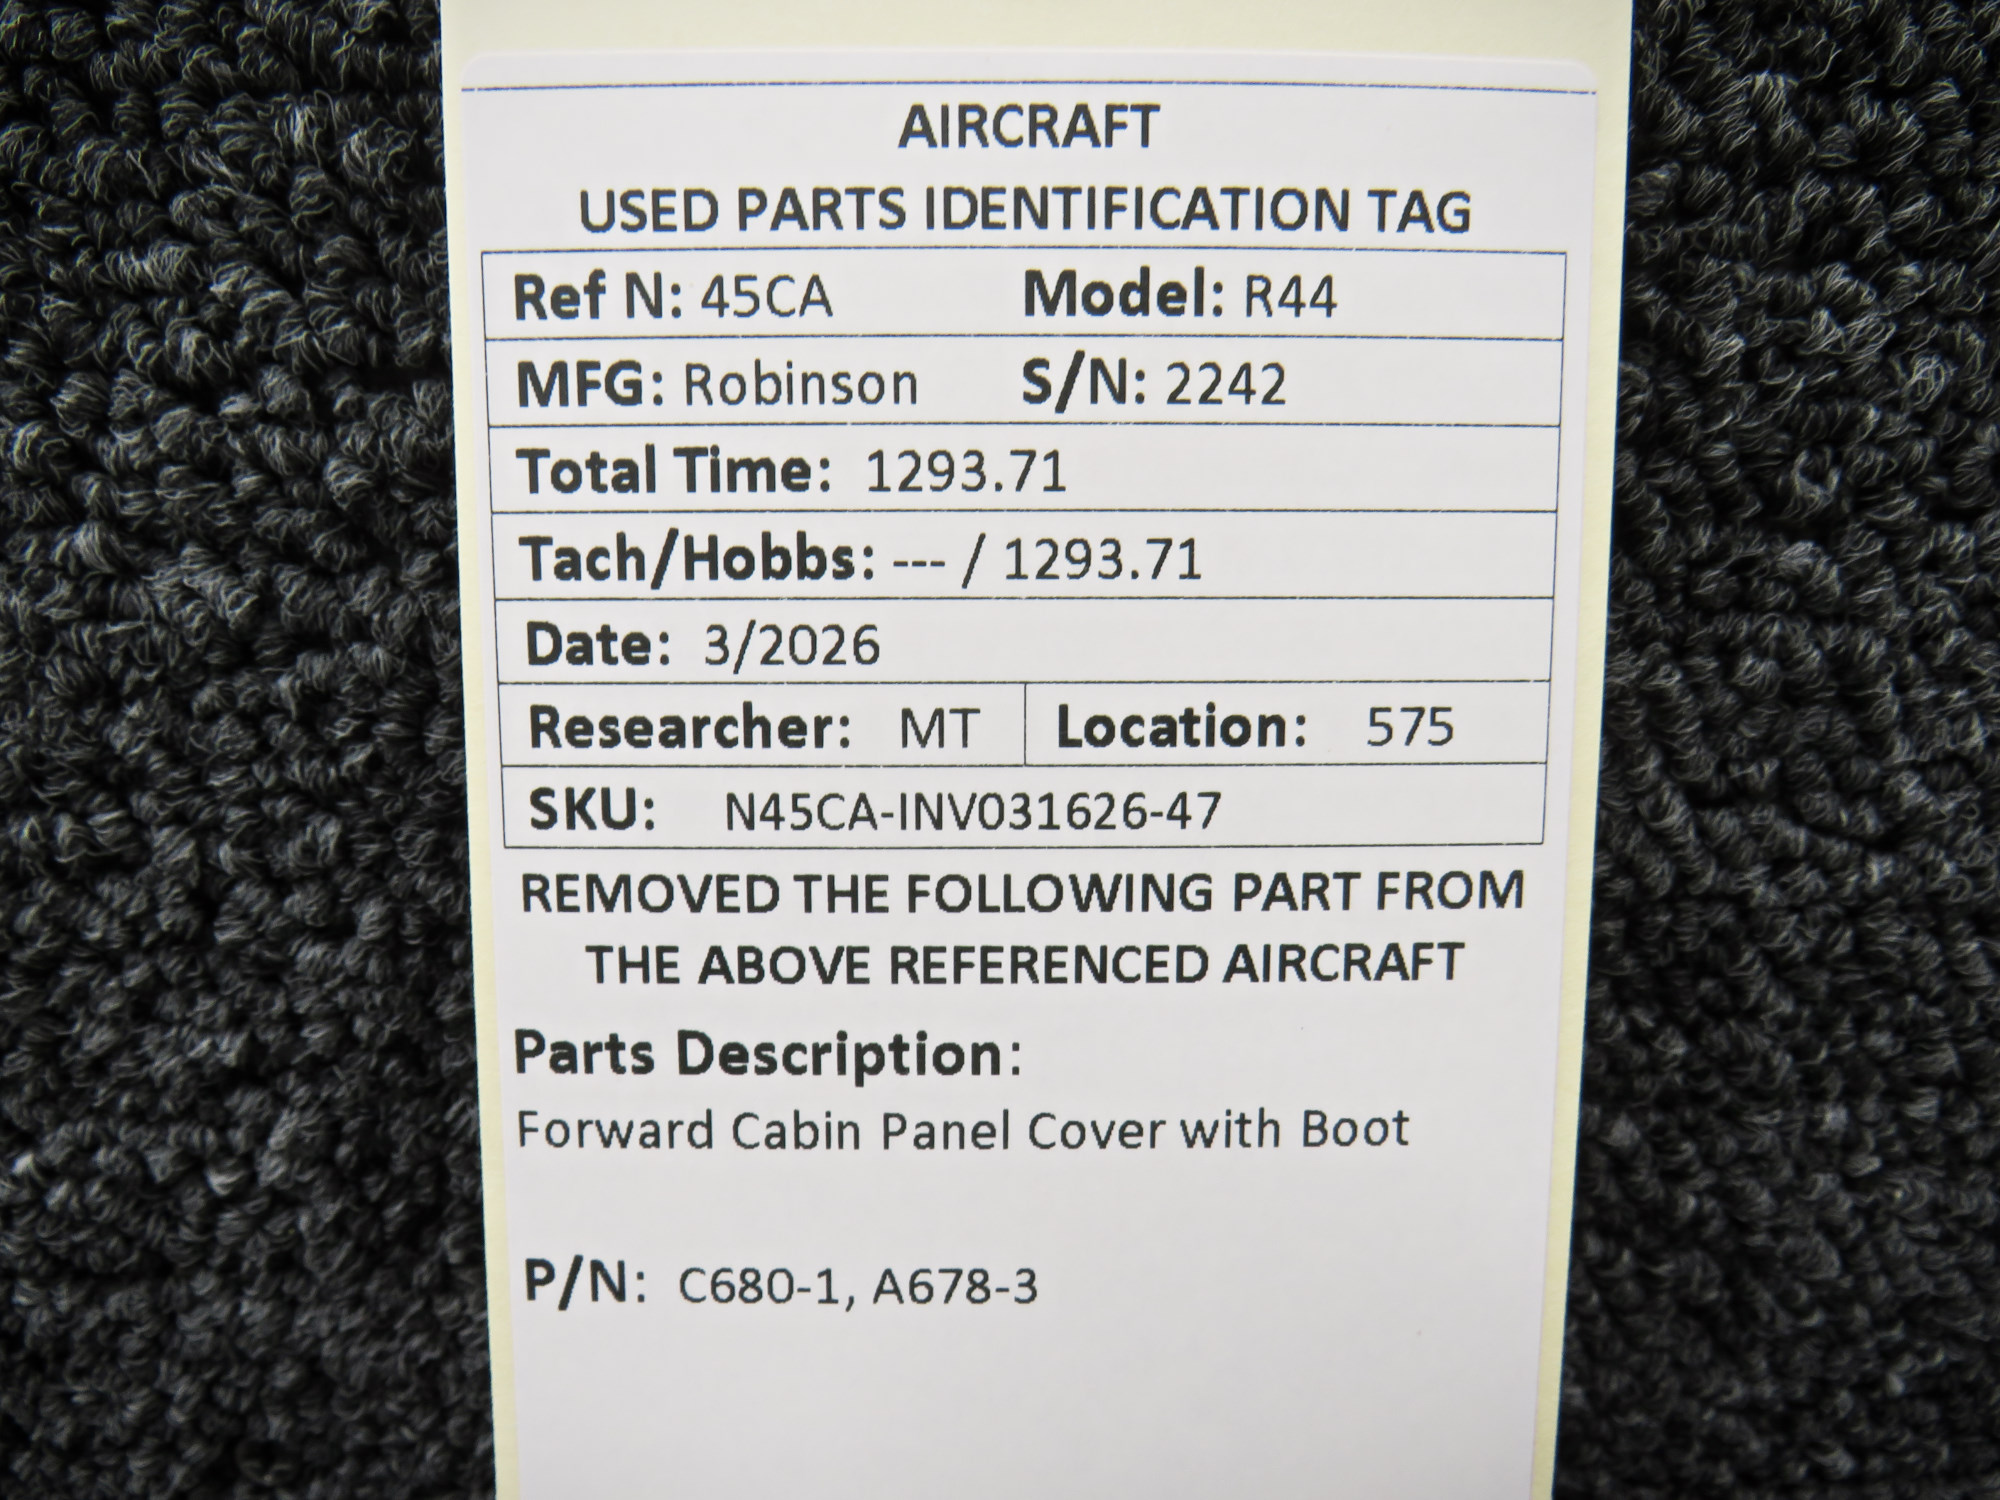 AIRCRAFT
USED PARTS IDENTIFICATION TAG
Ref N: 45CA Model: R44
MFG: Robinson S/N: 2242
Total Time: 1293.71
Tach/Hobbs: --- / 1293.71
Date: 3/2026
Researcher: MT Location: 575
SKU: N45CA-INV031626-47
REMOVED THE FOLLOWING PART FROM
THE ABOVE REFERENCED AIRCRAFT
Parts Description:
Forward Cabin Panel Cover with Boot
P/N: C680-1, A678-3